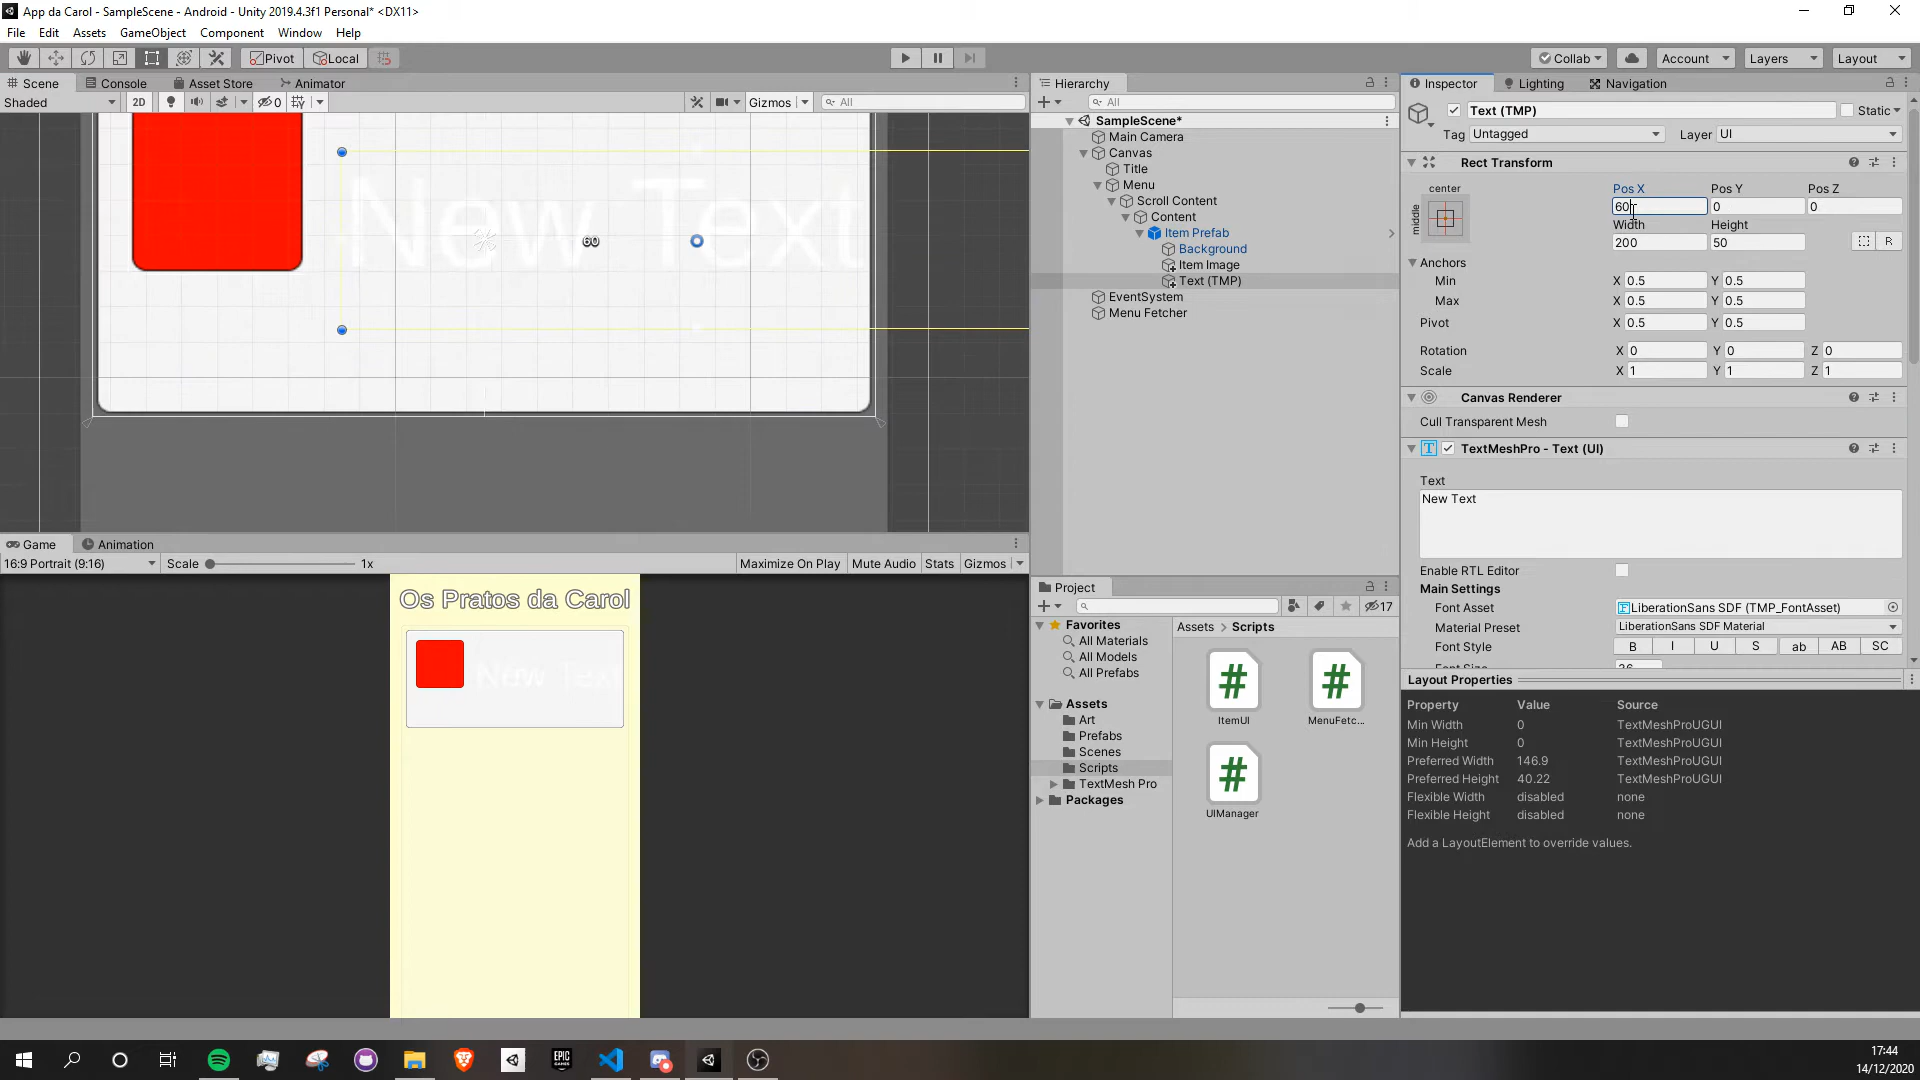 App da Carol - SampleScene - Android - Unity 2019.4.3f1 Personal* <DX11>
File Edit Assets GameObject Component Window Help
Pivot Local Collab Account Layers Layout
Scene Console Asset Store Animator
Shaded 2D 0 Gizmos All
New Text
60
Game Animation
16:9 Portrait (9:16) Scale 1x Maximize On Play Mute Audio Stats Gizmos
Os Pratos da Carol
New Text
Hierarchy
All
SampleScene*
Main Camera
Canvas
Title
Menu
Scroll Content
Content
Item Prefab
Background
Item Image
Text (TMP)
EventSystem
Menu Fetcher
Project
17
Favorites
All Materials
All Models
All Prefabs
Assets
Art
Prefabs
Scenes
Scripts
TextMesh Pro
Packages
Assets > Scripts
ItemUI
MenuFetc...
UIManager
Inspector Lighting Navigation
Text (TMP) Static
Tag Untagged Layer UI
Rect Transform
center
middle
Pos X Pos Y Pos Z
60 0 0
Width Height
200 50 R
Anchors
Min X 0.5 Y 0.5
Max X 0.5 Y 0.5
Pivot X 0.5 Y 0.5
Rotation X 0 Y 0 Z 0
Scale X 1 Y 1 Z 1
Canvas Renderer
Cull Transparent Mesh
TextMeshPro - Text (UI)
Text
New Text
Enable RTL Editor
Main Settings
Font Asset LiberationSans SDF (TMP_FontAsset)
Material Preset LiberationSans SDF Material
Font Style B I U S ab AB SC
Font Size 36
Layout Properties
Property Value Source
Min Width 0 TextMeshProUGUI
Min Height 0 TextMeshProUGUI
Preferred Width 146.9 TextMeshProUGUI
Preferred Height 40.22 TextMeshProUGUI
Flexible Width disabled none
Flexible Height disabled none
Add a LayoutElement to override values.
EPIC GAMES
17:44
14/12/2020